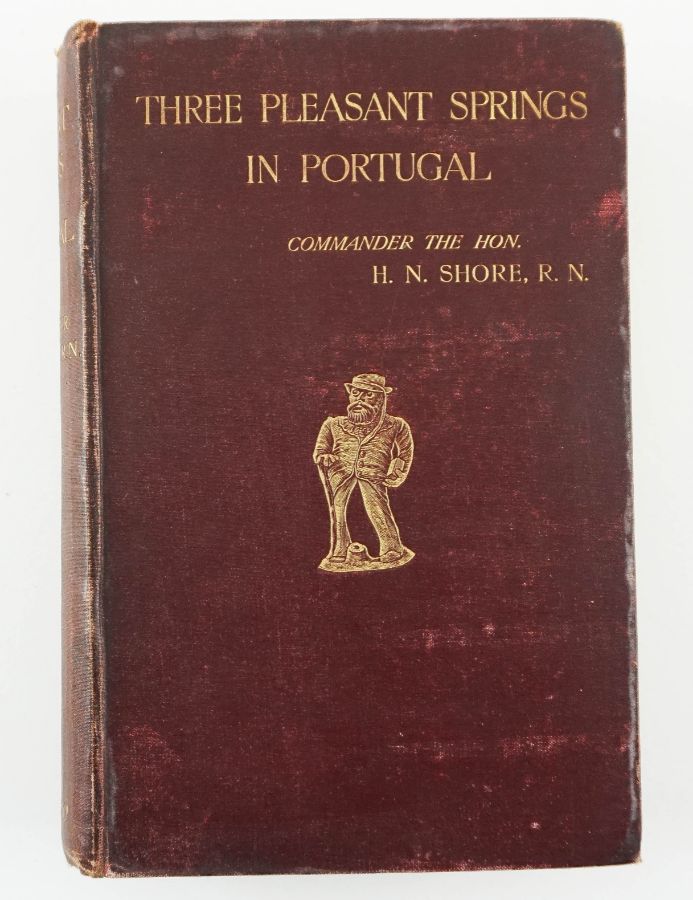 THREE PLEASANT SPRINGS
IN PORTUGAL
COMMANDER THE HON.
H. N. SHORE, R. N.